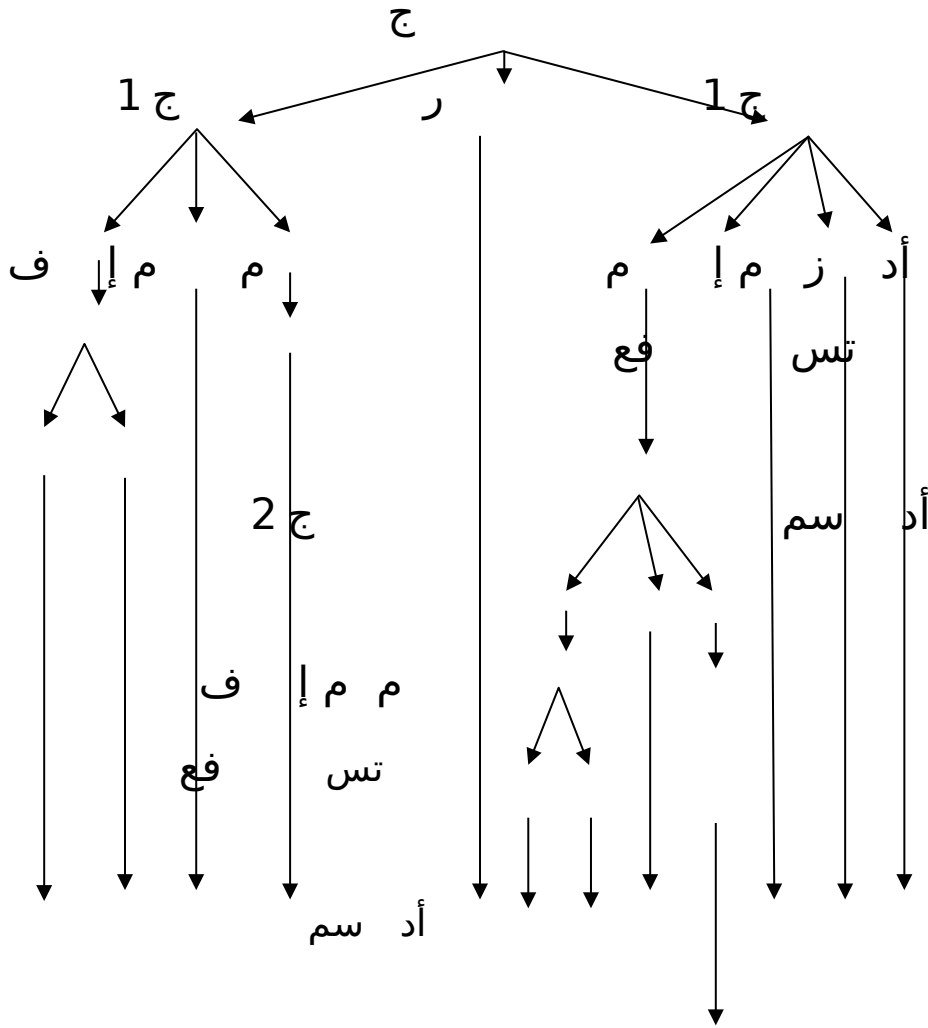 ج
ج 1 ر ج 1
أد ز م إ م م م إ ف
تس فع
أد سم ج 2
م م إ ف
تس فع
أد سم